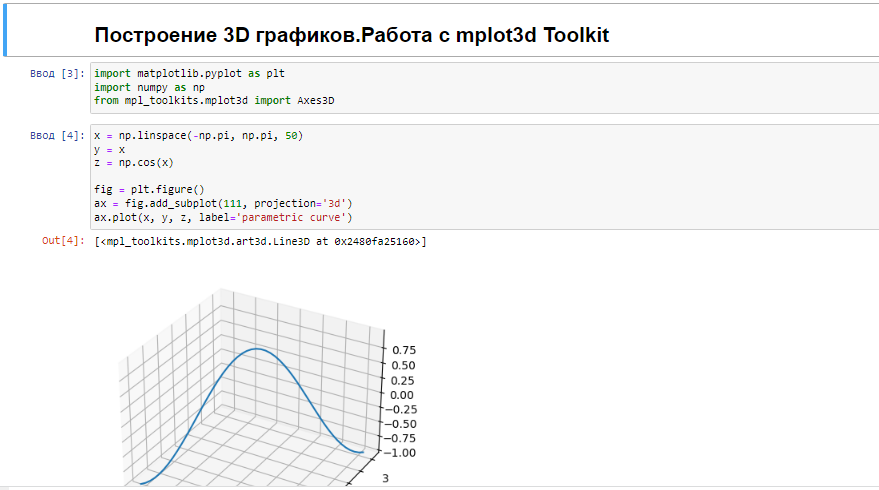 Построение 3D графиков.Работа с mplot3d Toolkit
Ввод [3]:
import matplotlib.pyplot as plt
import numpy as np
from mpl_toolkits.mplot3d import Axes3D
Ввод [4]:
x = np.linspace(-np.pi, np.pi, 50)
y = x
z = np.cos(x)
fig = plt.figure()
ax = fig.add_subplot(111, projection='3d')
ax.plot(x, y, z, label='parametric curve')
Out[4]:
[<mpl_toolkits.mplot3d.art3d.Line3D at 0x2480fa25160>]
0.75
0.50
0.25
0.00
−0.25
−0.50
−0.75
−1.00
3